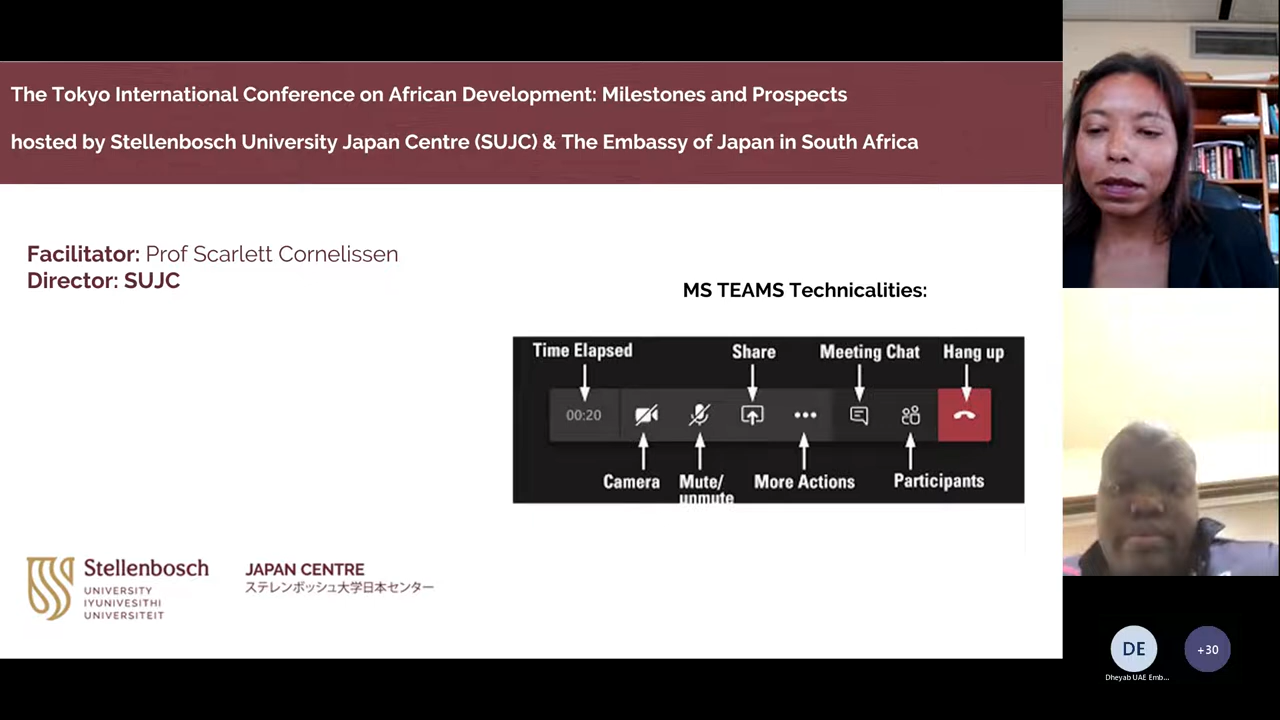 The Tokyo International Conference on African Development: Milestones and Prospects
hosted by Stellenbosch University Japan Centre (SUJC) & The Embassy of Japan in South Africa
Facilitator: Prof Scarlett Cornelissen
Director: SUJC
MS TEAMS Technicalities:
Time Elapsed
Share
Meeting Chat
Hang up
00:20
Camera
Mute/
unmute
More Actions
Participants
Stellenbosch
UNIVERSITY
IYUNIVESITHI
UNIVERSITEIT
JAPAN CENTRE
ステレンボッシュ大学日本センター
DE
+30
Dheyab UAE Emb...